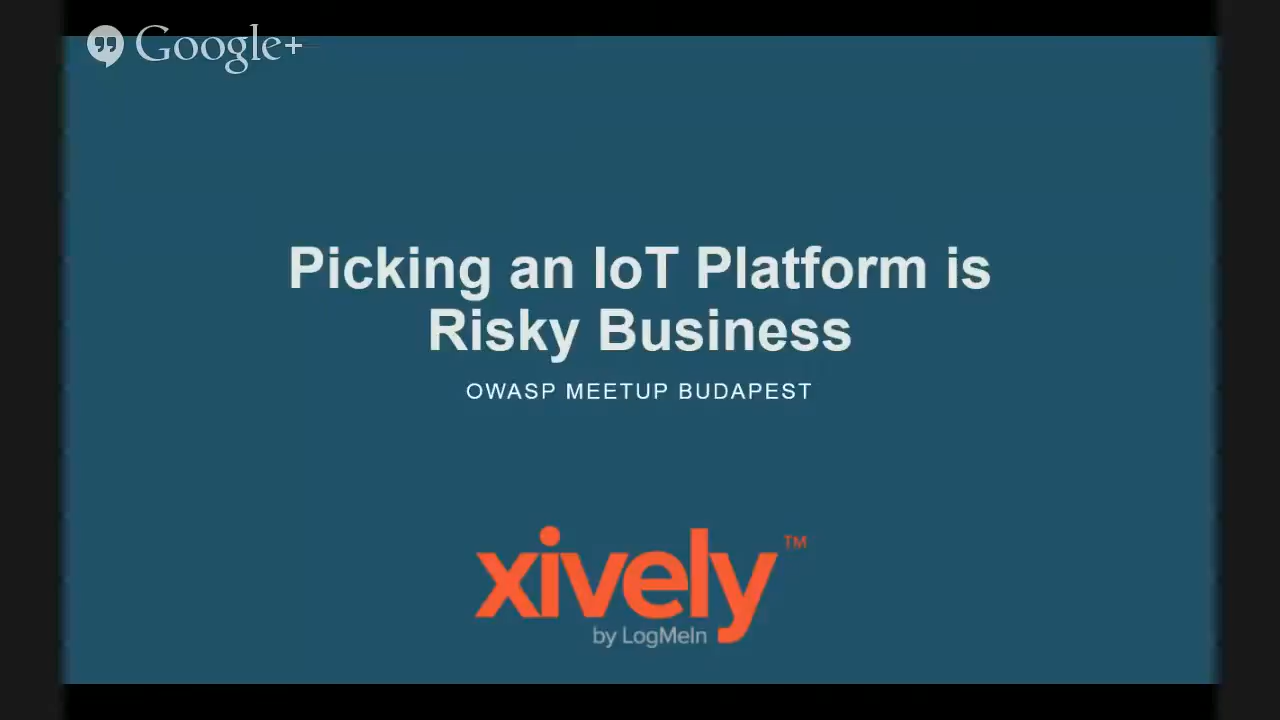 Google+
Picking an IoT Platform is
Risky Business
OWASP MEETUP BUDAPEST
xively™
by LogMeIn